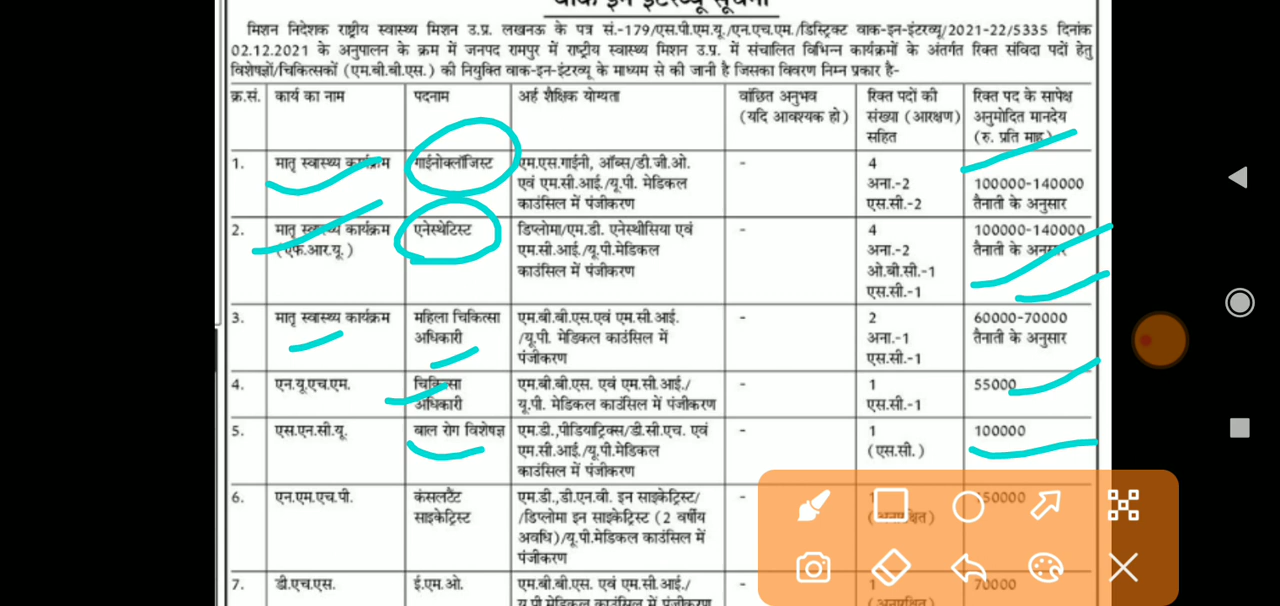 वाक इन इंटरव्यू सूचना
मिशन निदेशक राष्ट्रीय स्वास्थ्य मिशन उ.प्र. लखनऊ के पत्र सं.-179/एस.पी.एम.यू./एन.एच.एम./डिस्ट्रिक्ट वाक-इन-इंटरव्यू/2021-22/5335 दिनांक
02.12.2021 के अनुपालन के क्रम में जनपद रामपुर में राष्ट्रीय स्वास्थ्य मिशन उ.प्र. में संचालित विभिन्न कार्यक्रमों के अंतर्गत रिक्त संविदा पदों हेतु
विशेषज्ञों/चिकित्सकों (एम.बी.बी.एस.) की नियुक्ति वाक-इन-इंटरव्यू के माध्यम से की जानी है जिसका विवरण निम्न प्रकार है-
क्र.सं. कार्य का नाम पदनाम अर्ह शैक्षिक योग्यता वांछित अनुभव रिक्त पदों की रिक्त पद के सापेक्ष
(यदि आवश्यक हो) संख्या (आरक्षण) अनुमोदित मानदेय
सहित (रु. प्रति माह)
1. मातृ स्वास्थ्य कार्यक्रम गाईनोक्लॉजिस्ट एम.एस.गाईनी, ऑब्स/डी.जी.ओ. - 4
एवं एम.सी.आई./यू.पी. मेडिकल अना.-2 100000-140000
काउंसिल में पंजीकरण एस.सी.-2 तैनाती के अनुसार
2. मातृ स्वास्थ्य कार्यक्रम एनेस्थेटिस्ट डिप्लोमा/एम.डी. एनेस्थीसिया एवं - 4 100000-140000
(एफ.आर.यू.) एम.सी.आई./यू.पी.मेडिकल अना.-2 तैनाती के अनुसार
काउंसिल में पंजीकरण ओ.बी.सी.-1
एस.सी.-1
3. मातृ स्वास्थ्य कार्यक्रम महिला चिकित्सा एम.बी.बी.एस.एवं एम.सी.आई. - 2 60000-70000
अधिकारी /यू.पी. मेडिकल काउंसिल में अना.-1 तैनाती के अनुसार
पंजीकरण एस.सी.-1
4. एन.यू.एच.एम. चिकित्सा एम.बी.बी.एस. एवं एम.सी.आई./ - 1 55000
अधिकारी यू.पी. मेडिकल काउंसिल में पंजीकरण एस.सी.-1
5. एस.एन.सी.यू. बाल रोग विशेषज्ञ एम.डी.,पीडियाट्रिक्स/डी.सी.एच. एवं - 1 100000
एम.सी.आई./यू.पी.मेडिकल (एस.सी.)
काउंसिल में पंजीकरण
6. एन.एम.एच.पी. कंसलटैंट एम.डी.,डी.एन.वी. इन साइकेट्रिस्ट/ - 1
साइकेट्रिस्ट /डिप्लोमा इन साइकेट्रिस्ट (2 वर्षीय
अवधि)/यू.पी.मेडिकल काउंसिल में
पंजीकरण
7. डी.एच.एस. ई.एम.ओ. एम.बी.बी.एस. एवं एम.सी.आई./ - 1 70000
यू.पी.मेडिकल काउंसिल में पंजीकरण